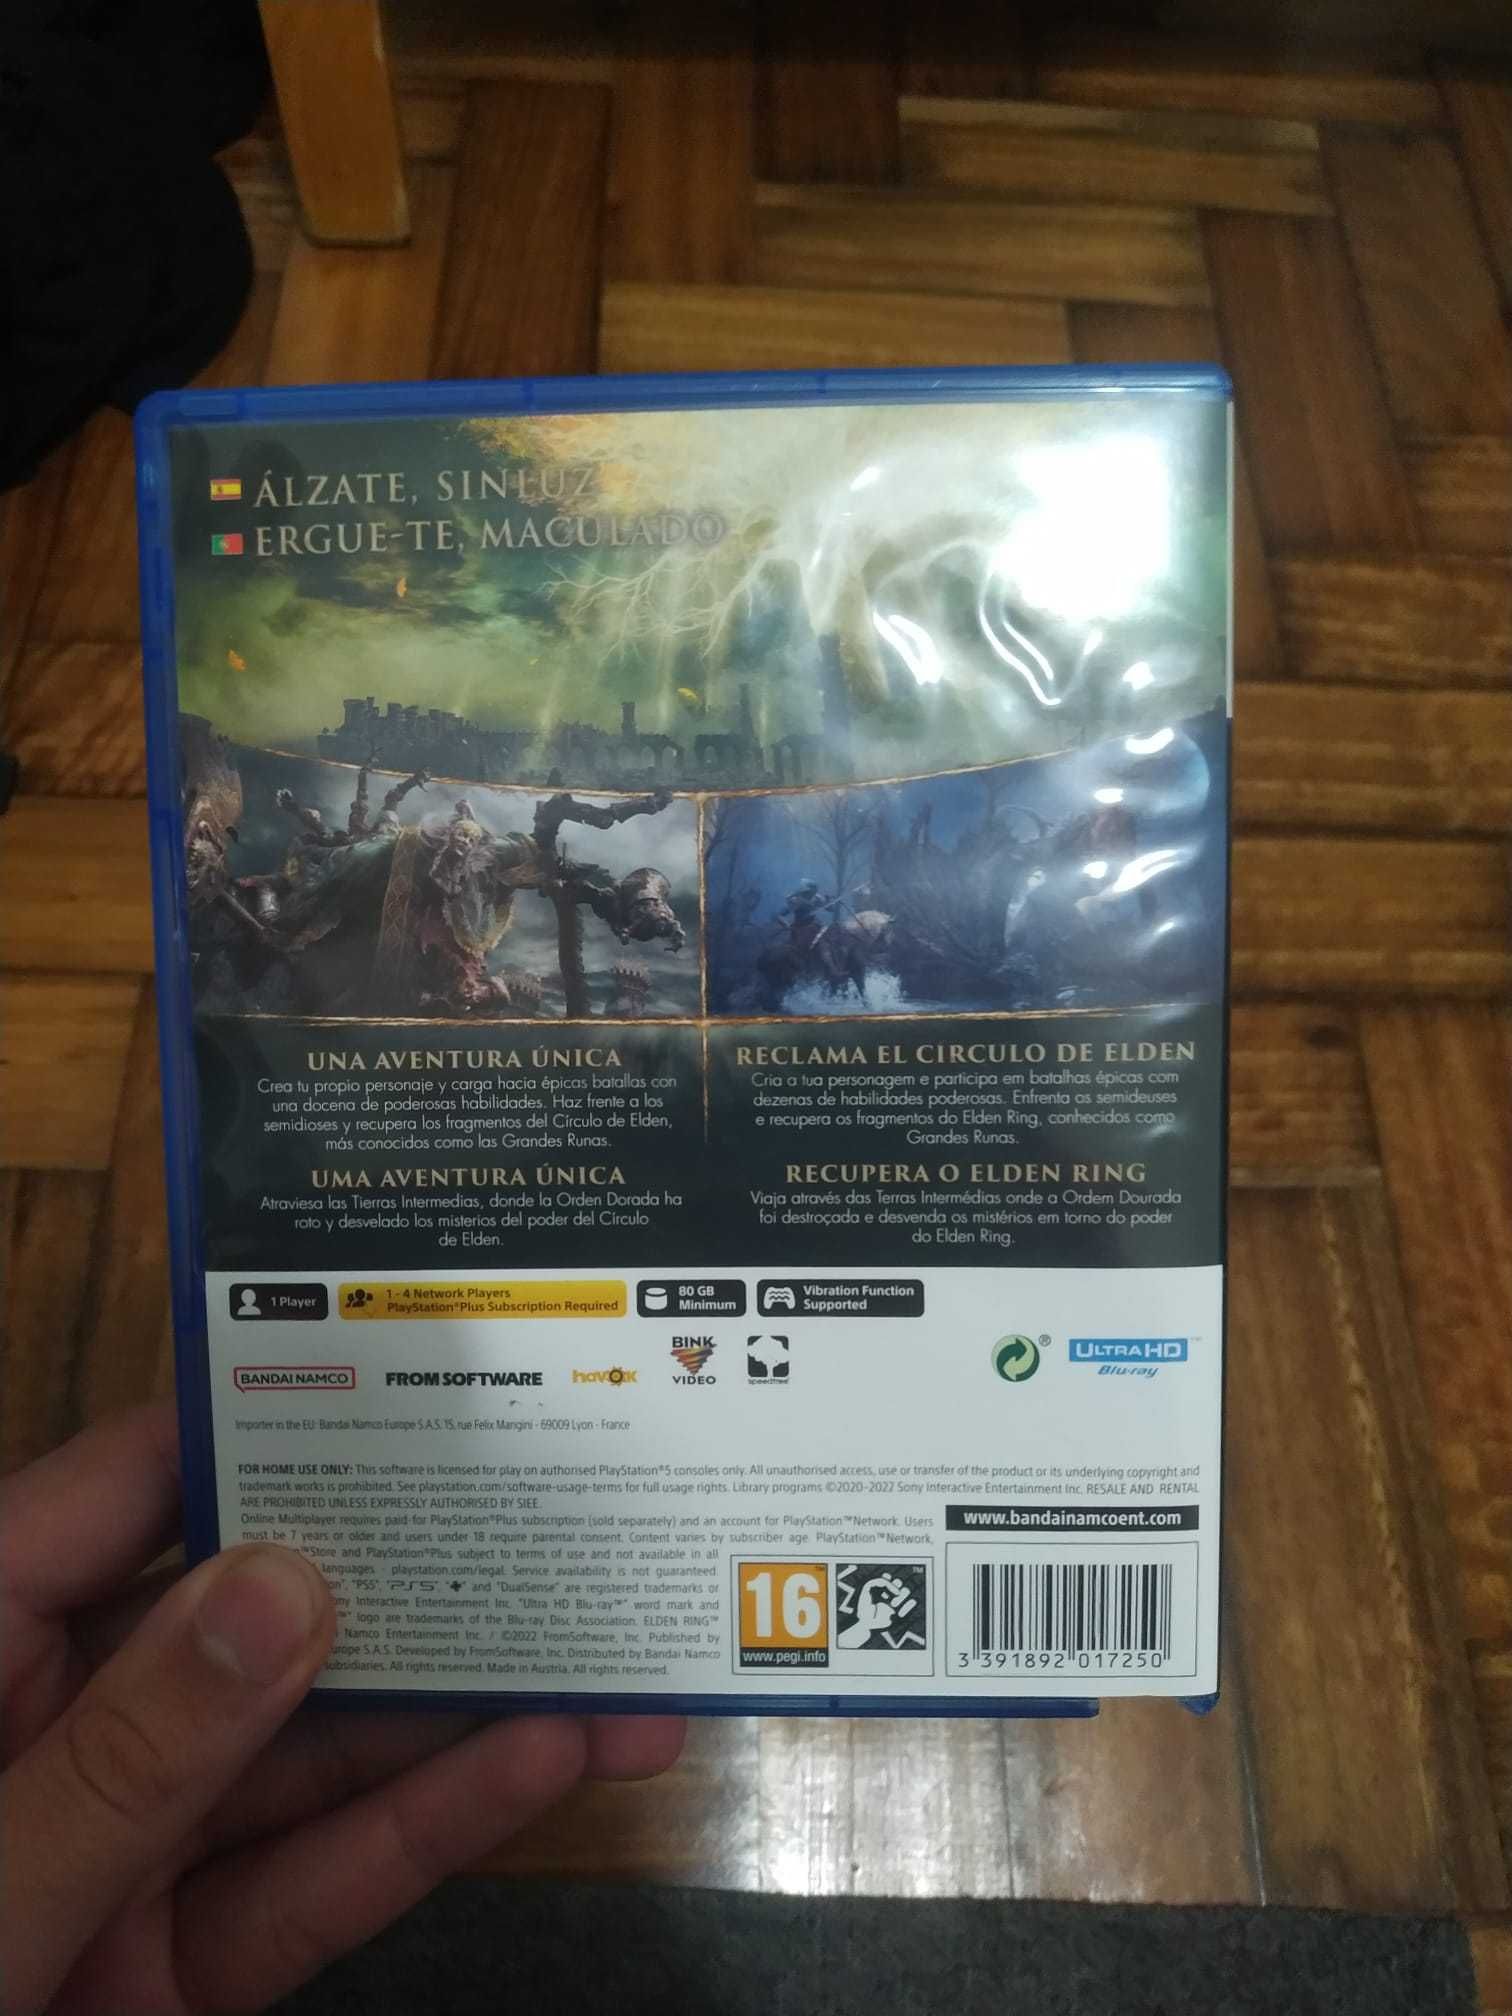 ÁLZATE, SINLUZ
ERGUE-TE, MACULADO
UNA AVENTURA ÚNICA
Crea tu propio personaje y carga hacia épicas batallas con
una docena de poderosas habilidades. Haz frente a los
semidioses y recupera los fragmentos del Círculo de Elden,
más conocidos como las Grandes Runas.
UMA AVENTURA ÚNICA
Atraviesa las Tierras Intermedias, donde la Orden Dorada ha
roto y desvelado los misterios del poder del Círculo
de Elden.
RECLAMA EL CIRCULO DE ELDEN
Cria a tua personagem e participa em batalhas épicas com
dezenas de habilidades poderosas. Enfrenta os semideuses
e recupera os fragmentos do Elden Ring, conhecidos como
Grandes Runas.
RECUPERA O ELDEN RING
Viaja através das Terras Intermédias onde a Ordem Dourada
foi destroçada e desvenda os mistérios em torno do poder
do Elden Ring.
1 Player
1 - 4 Network Players
PlayStation®Plus Subscription Required
80 GB
Minimum
Vibration Function
Supported
BANDAI NAMCO
FROMSOFTWARE
havok
BINK
VIDEO
speedtree
®
ULTRA HD
Blu-ray
Importer in the EU: Bandai Namco Europe S.A.S. 15, rue Felix Mangini - 69009 Lyon - France
FOR HOME USE ONLY: This software is licensed for play on authorised PlayStation®5 consoles only. All unauthorised access, use or transfer of the product or its underlying copyright and
trademark works is prohibited. See playstation.com/software-usage-terms for full usage rights. Library programs ©2020-2022 Sony Interactive Entertainment Inc. RESALE AND RENTAL
ARE PROHIBITED UNLESS EXPRESSLY AUTHORISED BY SIEE.
Online Multiplayer requires paid-for PlayStation®Plus subscription (sold separately) and an account for PlayStation™Network. Users
must be 7 years or older and users under 18 require parental consent. Content varies by subscriber age. PlayStation™Network,
™Store and PlayStation®Plus subject to terms of use and not available in all
languages - playstation.com/legal. Service availability is not guaranteed.
on", "PS5", "PS5", and "DualSense" are registered trademarks or
ny Interactive Entertainment Inc. "Ultra HD Blu-ray™" word mark and
™" logo are trademarks of the Blu-ray Disc Association. ELDEN RING™
Namco Entertainment Inc. / ©2022 FromSoftware, Inc. Published by
urope S.A.S. Developed by FromSoftware, Inc. Distributed by Bandai Namco
subsidiaries. All rights reserved. Made in Austria. All rights reserved.
www.bandainamcoent.com
16
www.pegi.info
3 391892 017250